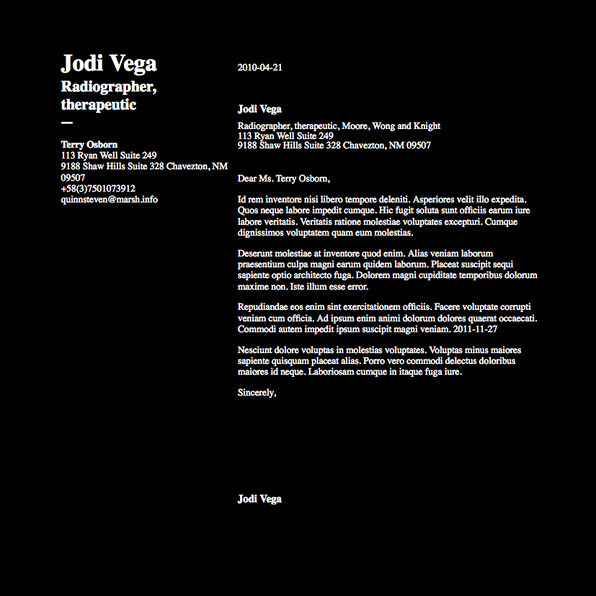 Jodi Vega
Radiographer,
therapeutic
—
Terry Osborn
113 Ryan Well Suite 249
9188 Shaw Hills Suite 328 Chavezton, NM
09507
+58(3)7501073912
quinnsteven@marsh.info
2010-04-21
Jodi Vega
Radiographer, therapeutic, Moore, Wong and Knight
113 Ryan Well Suite 249
9188 Shaw Hills Suite 328 Chavezton, NM 09507
Dear Ms. Terry Osborn,
Id rem inventore nisi libero tempore deleniti. Asperiores velit illo expedita.
Quos neque labore impedit cumque. Hic fugit soluta sunt officiis earum iure
labore veritatis. Veritatis ratione molestiae voluptates excepturi. Cumque
dignissimos voluptatem quam eum molestias.
Deserunt molestiae at inventore quod enim. Alias veniam laborum
praesentium culpa magni earum quidem laborum. Placeat suscipit sequi
sapiente optio architecto fuga. Dolorem magni cupiditate temporibus dolorum
maxime non. Iste illum esse error.
Repudiandae eos enim sint exercitationem officiis. Facere voluptate corrupti
veniam cum officia. Ad ipsum enim animi dolorum dolores quaerat occaecati.
Commodi autem impedit ipsum suscipit magni veniam. 2011-11-27
Nesciunt dolore voluptas in molestias voluptates. Voluptas minus maiores
sapiente quisquam placeat alias. Porro vero commodi delectus doloribus
maiores id neque. Laboriosam cumque in itaque fuga iure.
Sincerely,
Jodi Vega